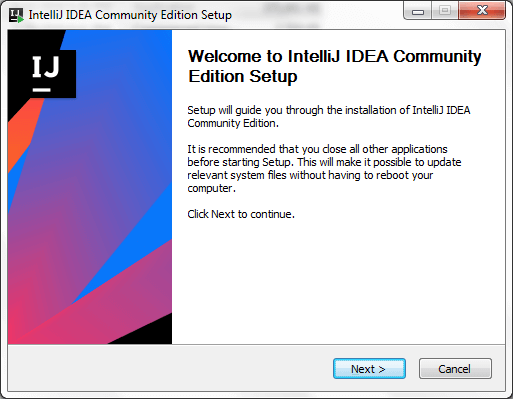 IntelliJ IDEA Community Edition Setup
IJ
Welcome to IntelliJ IDEA Community
Edition Setup
Setup will guide you through the installation of IntelliJ IDEA
Community Edition.
It is recommended that you close all other applications
before starting Setup. This will make it possible to update
relevant system files without having to reboot your
computer.
Click Next to continue.
Next >
Cancel